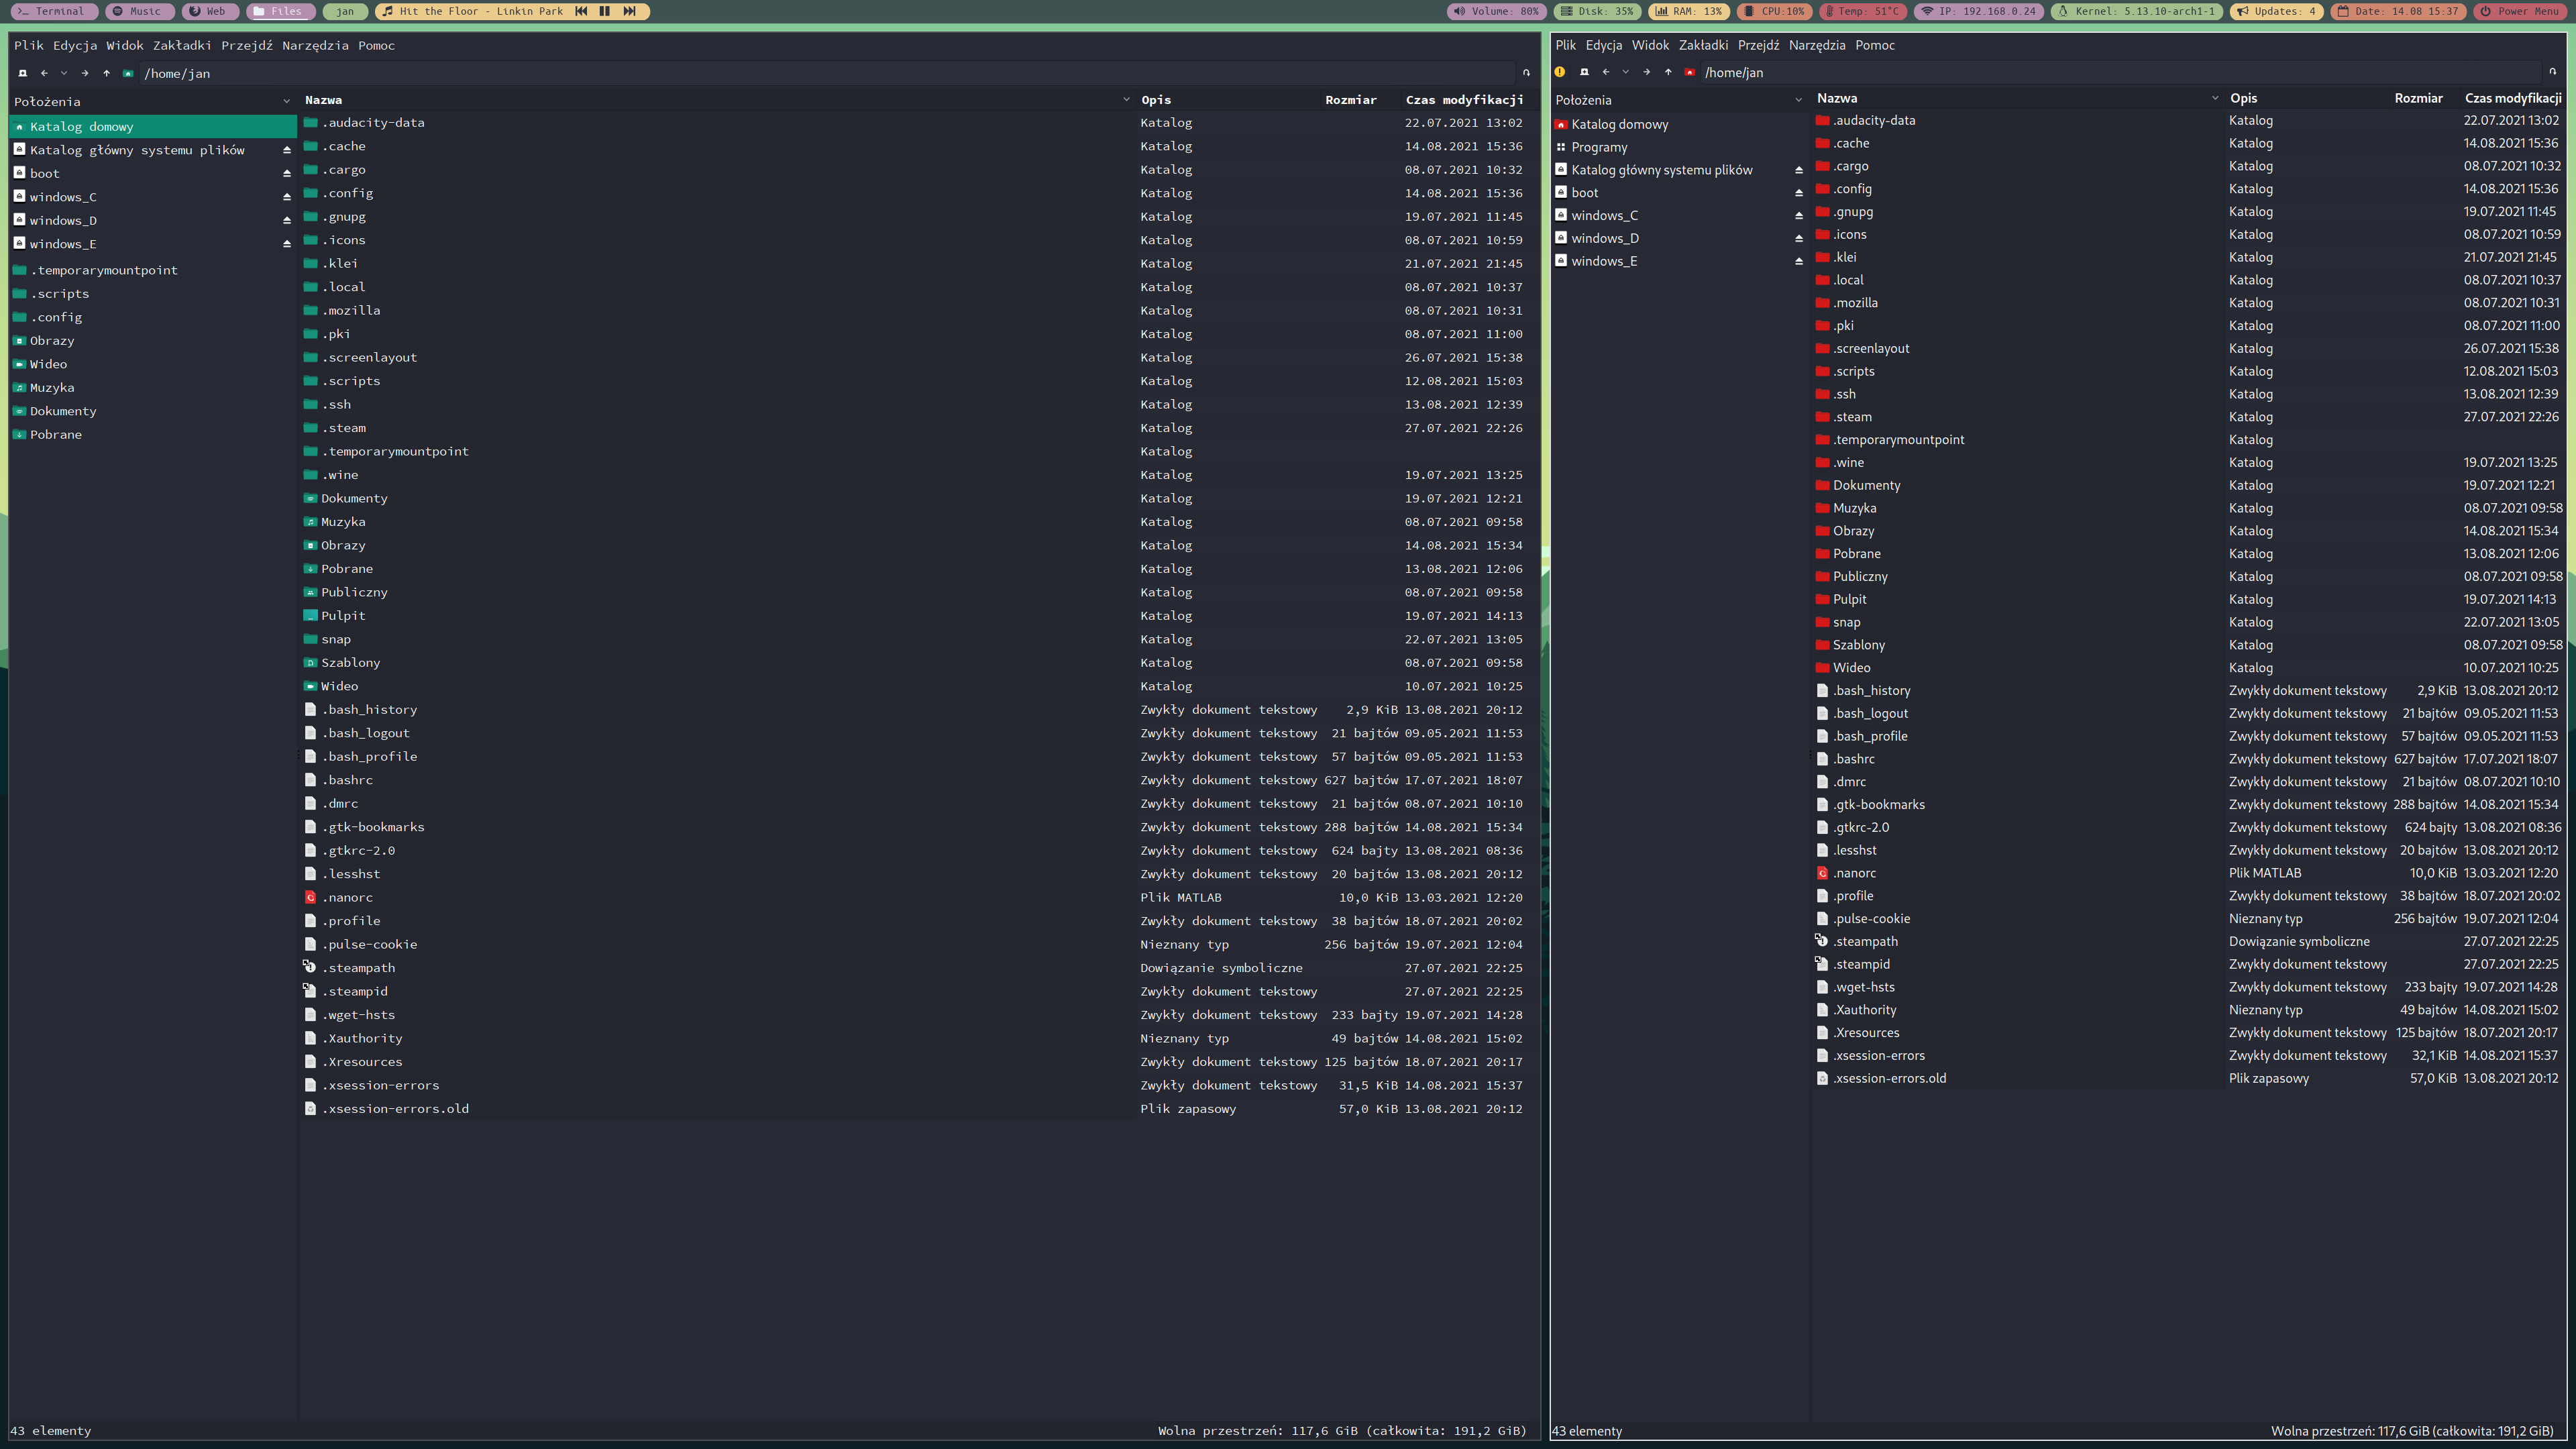 Terminal Music Web Files jan Hit the Floor - Linkin Park Volume: 80% Disk: 35% RAM: 13% CPU:10% Temp: 51°C IP: 192.168.0.24 Kernel: 5.13.10-arch1-1 Updates: 4 Date: 14.08 15:37 Power Menu
Plik Edycja Widok Zakładki Przejdź Narzędzia Pomoc
/home/jan
Położenia
Katalog domowy
Katalog główny systemu plików
boot
windows_C
windows_D
windows_E
.temporarymountpoint
.scripts
.config
Obrazy
Wideo
Muzyka
Dokumenty
Pobrane
Nazwa Opis Rozmiar Czas modyfikacji
.audacity-data Katalog 22.07.2021 13:02
.cache Katalog 14.08.2021 15:36
.cargo Katalog 08.07.2021 10:32
.config Katalog 14.08.2021 15:36
.gnupg Katalog 19.07.2021 11:45
.icons Katalog 08.07.2021 10:59
.klei Katalog 21.07.2021 21:45
.local Katalog 08.07.2021 10:37
.mozilla Katalog 08.07.2021 10:31
.pki Katalog 08.07.2021 11:00
.screenlayout Katalog 26.07.2021 15:38
.scripts Katalog 12.08.2021 15:03
.ssh Katalog 13.08.2021 12:39
.steam Katalog 27.07.2021 22:26
.temporarymountpoint Katalog
.wine Katalog 19.07.2021 13:25
Dokumenty Katalog 19.07.2021 12:21
Muzyka Katalog 08.07.2021 09:58
Obrazy Katalog 14.08.2021 15:34
Pobrane Katalog 13.08.2021 12:06
Publiczny Katalog 08.07.2021 09:58
Pulpit Katalog 19.07.2021 14:13
snap Katalog 22.07.2021 13:05
Szablony Katalog 08.07.2021 09:58
Wideo Katalog 10.07.2021 10:25
.bash_history Zwykły dokument tekstowy 2,9 KiB 13.08.2021 20:12
.bash_logout Zwykły dokument tekstowy 21 bajtów 09.05.2021 11:53
.bash_profile Zwykły dokument tekstowy 57 bajtów 09.05.2021 11:53
.bashrc Zwykły dokument tekstowy 627 bajtów 17.07.2021 18:07
.dmrc Zwykły dokument tekstowy 21 bajtów 08.07.2021 10:10
.gtk-bookmarks Zwykły dokument tekstowy 288 bajtów 14.08.2021 15:34
.gtkrc-2.0 Zwykły dokument tekstowy 624 bajty 13.08.2021 08:36
.lesshst Zwykły dokument tekstowy 20 bajtów 13.08.2021 20:12
.nanorc Plik MATLAB 10,0 KiB 13.03.2021 12:20
.profile Zwykły dokument tekstowy 38 bajtów 18.07.2021 20:02
.pulse-cookie Nieznany typ 256 bajtów 19.07.2021 12:04
.steampath Dowiązanie symboliczne 27.07.2021 22:25
.steampid Zwykły dokument tekstowy 27.07.2021 22:25
.wget-hsts Zwykły dokument tekstowy 233 bajty 19.07.2021 14:28
.Xauthority Nieznany typ 49 bajtów 14.08.2021 15:02
.Xresources Zwykły dokument tekstowy 125 bajtów 18.07.2021 20:17
.xsession-errors Zwykły dokument tekstowy 31,5 KiB 14.08.2021 15:37
.xsession-errors.old Plik zapasowy 57,0 KiB 13.08.2021 20:12
43 elementy Wolna przestrzeń: 117,6 GiB (całkowita: 191,2 GiB)
Plik Edycja Widok Zakładki Przejdź Narzędzia Pomoc
/home/jan
Położenia
Katalog domowy
Programy
Katalog główny systemu plików
boot
windows_C
windows_D
windows_E
Nazwa Opis Rozmiar Czas modyfikacji
.audacity-data Katalog 22.07.2021 13:02
.cache Katalog 14.08.2021 15:36
.cargo Katalog 08.07.2021 10:32
.config Katalog 14.08.2021 15:36
.gnupg Katalog 19.07.2021 11:45
.icons Katalog 08.07.2021 10:59
.klei Katalog 21.07.2021 21:45
.local Katalog 08.07.2021 10:37
.mozilla Katalog 08.07.2021 10:31
.pki Katalog 08.07.2021 11:00
.screenlayout Katalog 26.07.2021 15:38
.scripts Katalog 12.08.2021 15:03
.ssh Katalog 13.08.2021 12:39
.steam Katalog 27.07.2021 22:26
.temporarymountpoint Katalog
.wine Katalog 19.07.2021 13:25
Dokumenty Katalog 19.07.2021 12:21
Muzyka Katalog 08.07.2021 09:58
Obrazy Katalog 14.08.2021 15:34
Pobrane Katalog 13.08.2021 12:06
Publiczny Katalog 08.07.2021 09:58
Pulpit Katalog 19.07.2021 14:13
snap Katalog 22.07.2021 13:05
Szablony Katalog 08.07.2021 09:58
Wideo Katalog 10.07.2021 10:25
.bash_history Zwykły dokument tekstowy 2,9 KiB 13.08.2021 20:12
.bash_logout Zwykły dokument tekstowy 21 bajtów 09.05.2021 11:53
.bash_profile Zwykły dokument tekstowy 57 bajtów 09.05.2021 11:53
.bashrc Zwykły dokument tekstowy 627 bajtów 17.07.2021 18:07
.dmrc Zwykły dokument tekstowy 21 bajtów 08.07.2021 10:10
.gtk-bookmarks Zwykły dokument tekstowy 288 bajtów 14.08.2021 15:34
.gtkrc-2.0 Zwykły dokument tekstowy 624 bajty 13.08.2021 08:36
.lesshst Zwykły dokument tekstowy 20 bajtów 13.08.2021 20:12
.nanorc Plik MATLAB 10,0 KiB 13.03.2021 12:20
.profile Zwykły dokument tekstowy 38 bajtów 18.07.2021 20:02
.pulse-cookie Nieznany typ 256 bajtów 19.07.2021 12:04
.steampath Dowiązanie symboliczne 27.07.2021 22:25
.steampid Zwykły dokument tekstowy 27.07.2021 22:25
.wget-hsts Zwykły dokument tekstowy 233 bajty 19.07.2021 14:28
.Xauthority Nieznany typ 49 bajtów 14.08.2021 15:02
.Xresources Zwykły dokument tekstowy 125 bajtów 18.07.2021 20:17
.xsession-errors Zwykły dokument tekstowy 32,1 KiB 14.08.2021 15:37
.xsession-errors.old Plik zapasowy 57,0 KiB 13.08.2021 20:12
43 elementy Wolna przestrzeń: 117,6 GiB (całkowita: 191,2 GiB)